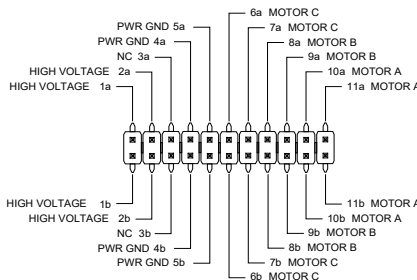 6a MOTOR C
PWR GND 5a 7a MOTOR C
PWR GND 4a 8a MOTOR B
NC 3a 9a MOTOR B
HIGH VOLTAGE 2a 10a MOTOR A
HIGH VOLTAGE 1a 11a MOTOR A
HIGH VOLTAGE 1b 11b MOTOR A
HIGH VOLTAGE 2b 10b MOTOR A
NC 3b 9b MOTOR B
PWR GND 4b 8b MOTOR B
PWR GND 5b 7b MOTOR C
6b MOTOR C